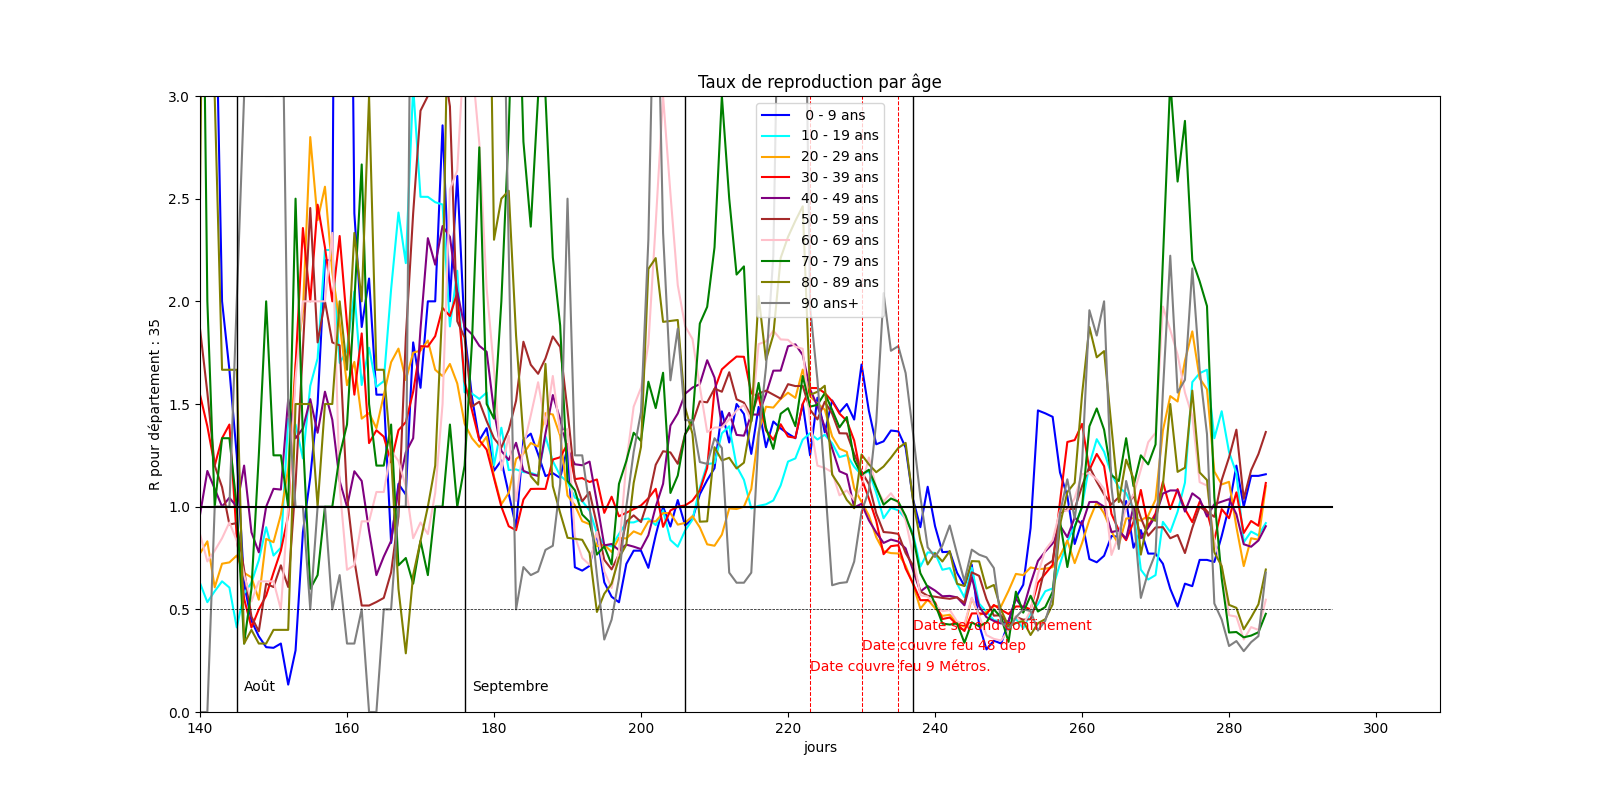 Taux de reproduction par âge
R pour département : 35
3.0
2.5
2.0
1.5
1.0
0.5
0.0
0 - 9 ans
10 - 19 ans
20 - 29 ans
30 - 39 ans
40 - 49 ans
50 - 59 ans
60 - 69 ans
70 - 79 ans
80 - 89 ans
90 ans+
Date second confinement
Date couvre feu 48 dep
Date couvre feu 9 Métros.
Août
Septembre
140 160 180 200 220 240 260 280 300
jours